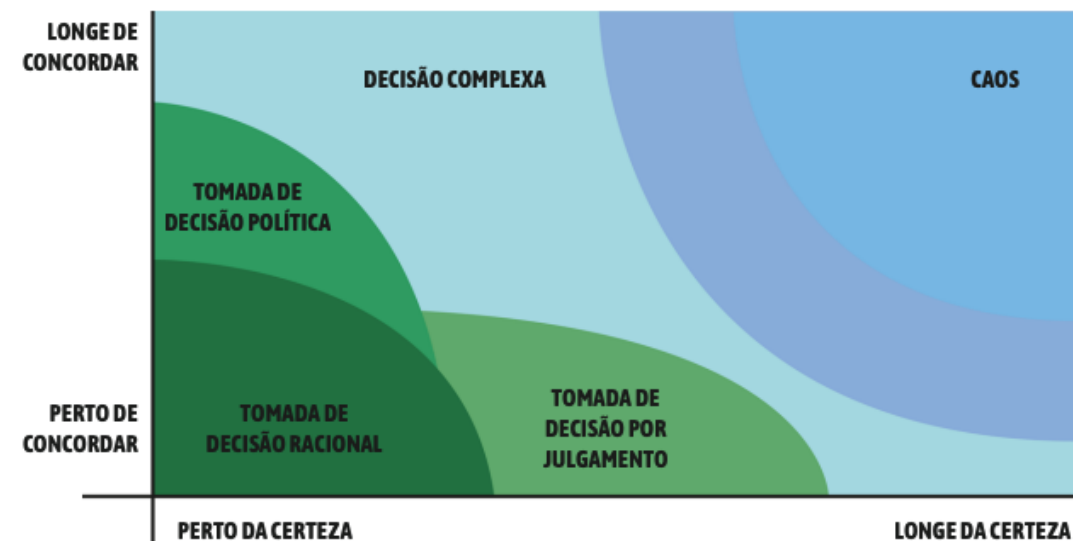 LONGE DE
CONCORDAR
DECISÃO COMPLEXA
CAOS
TOMADA DE
DECISÃO POLÍTICA
PERTO DE
CONCORDAR
TOMADA DE
DECISÃO RACIONAL
TOMADA DE
DECISÃO POR
JULGAMENTO
PERTO DA CERTEZA
LONGE DA CERTEZA